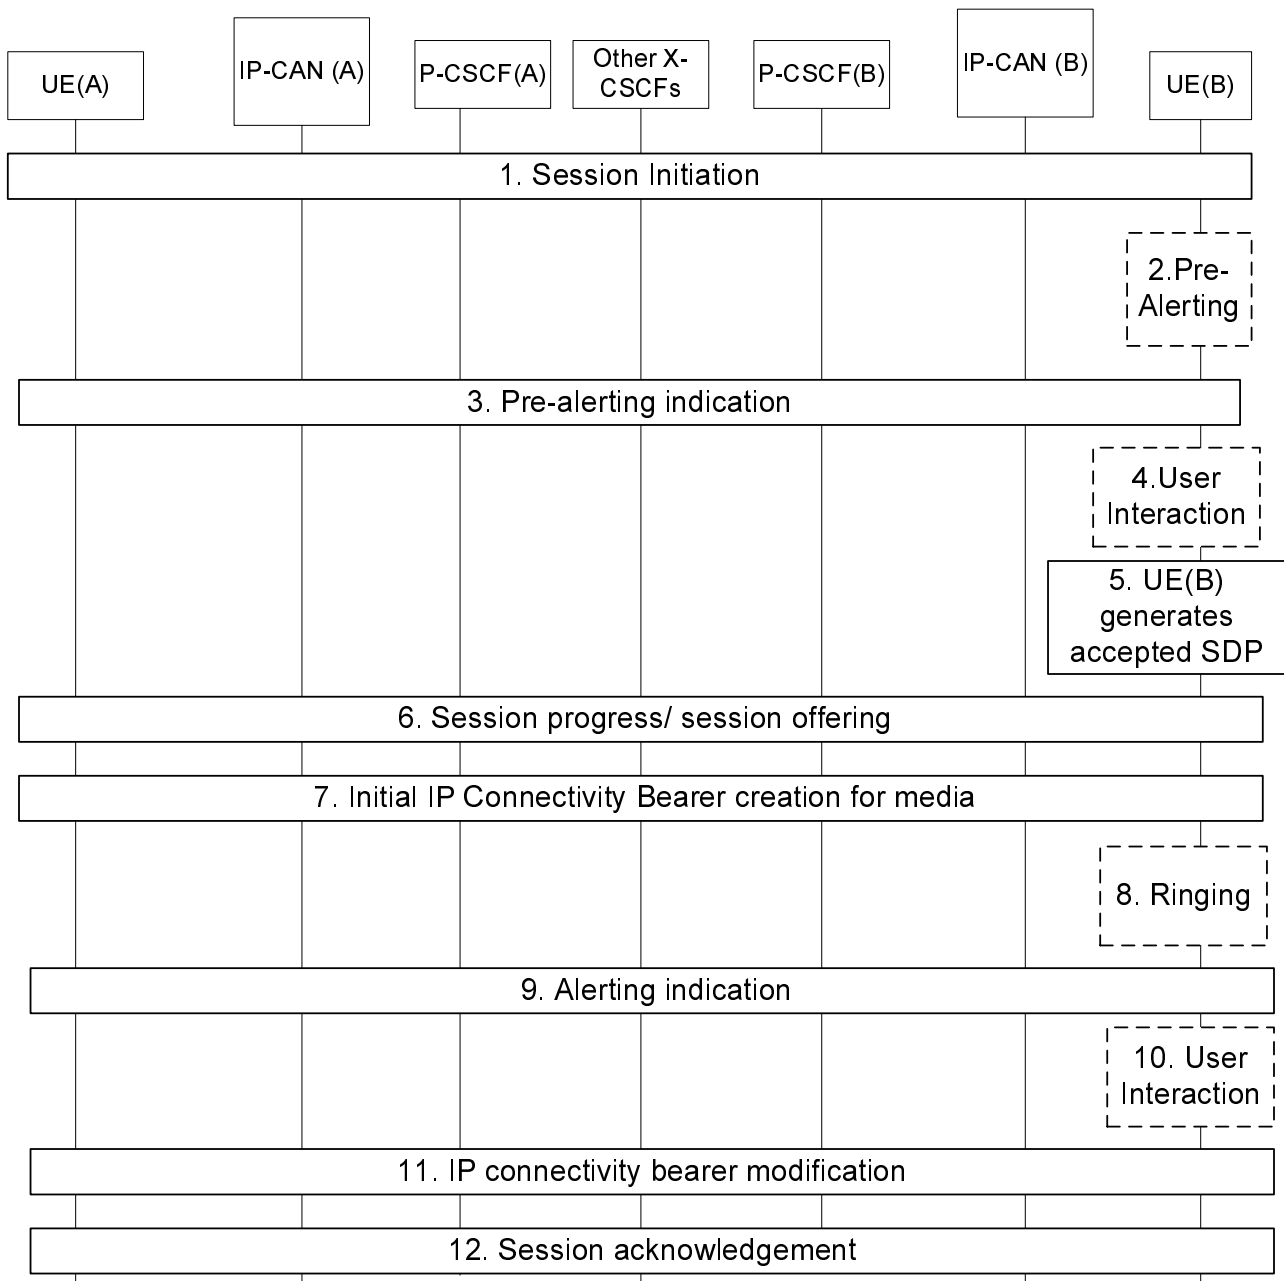 UE(A)
IP-CAN (A)
P-CSCF(A)
Other X-
CSCFs
P-CSCF(B)
IP-CAN (B)
UE(B)
1. Session Initiation
2.Pre-
Alerting
3. Pre-alerting indication
4.User
Interaction
5. UE(B)
generates
accepted SDP
6. Session progress/ session offering
7. Initial IP Connectivity Bearer creation for media
8. Ringing
9. Alerting indication
10. User
Interaction
11. IP connectivity bearer modification
12. Session acknowledgement